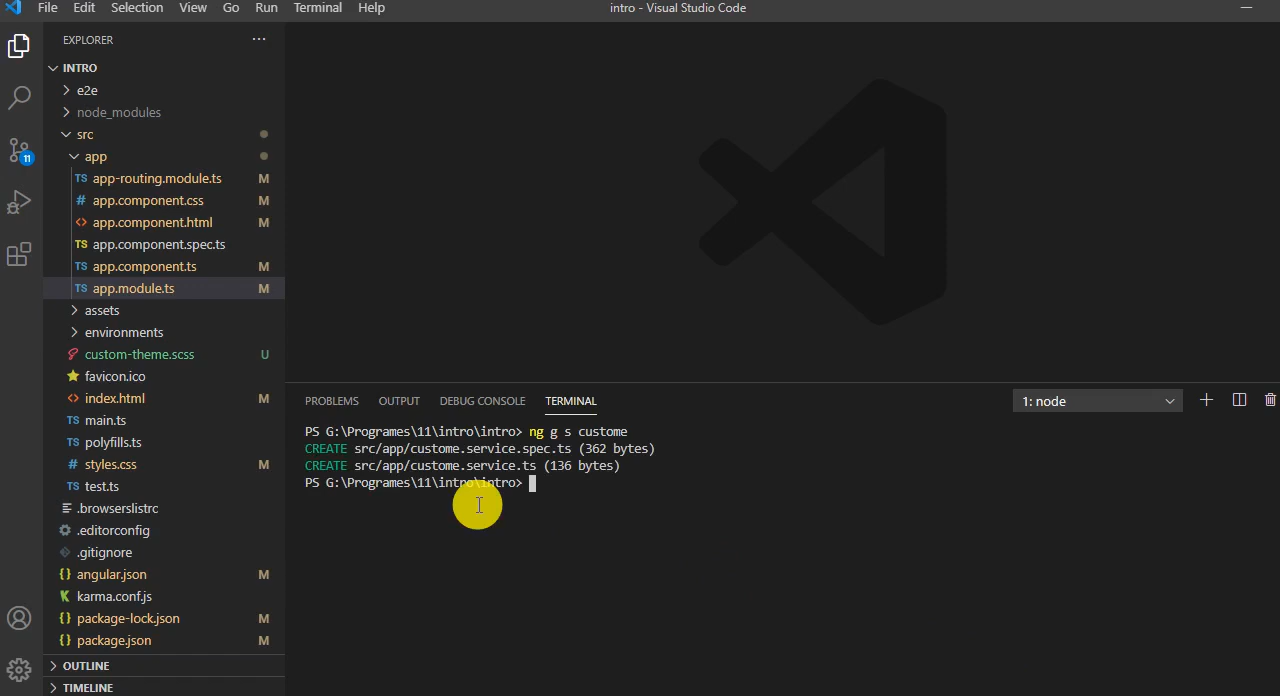 File Edit Selection View Go Run Terminal Help
intro - Visual Studio Code
EXPLORER
INTRO
e2e
node_modules
src
app
TS app-routing.module.ts M
# app.component.css M
<> app.component.html M
TS app.component.spec.ts
TS app.component.ts M
TS app.module.ts M
assets
environments
custom-theme.scss U
favicon.ico
<> index.html M
TS main.ts
TS polyfills.ts
# styles.css M
TS test.ts
.browserslistrc
.editorconfig
.gitignore
{} angular.json M
karma.conf.js
{} package-lock.json M
{} package.json M
OUTLINE
TIMELINE
11
PROBLEMS OUTPUT DEBUG CONSOLE TERMINAL
1: node
PS G:\Programes\11\intro\intro> ng g s custome
CREATE src/app/custome.service.spec.ts (362 bytes)
CREATE src/app/custome.service.ts (136 bytes)
PS G:\Programes\11\intro\intro>